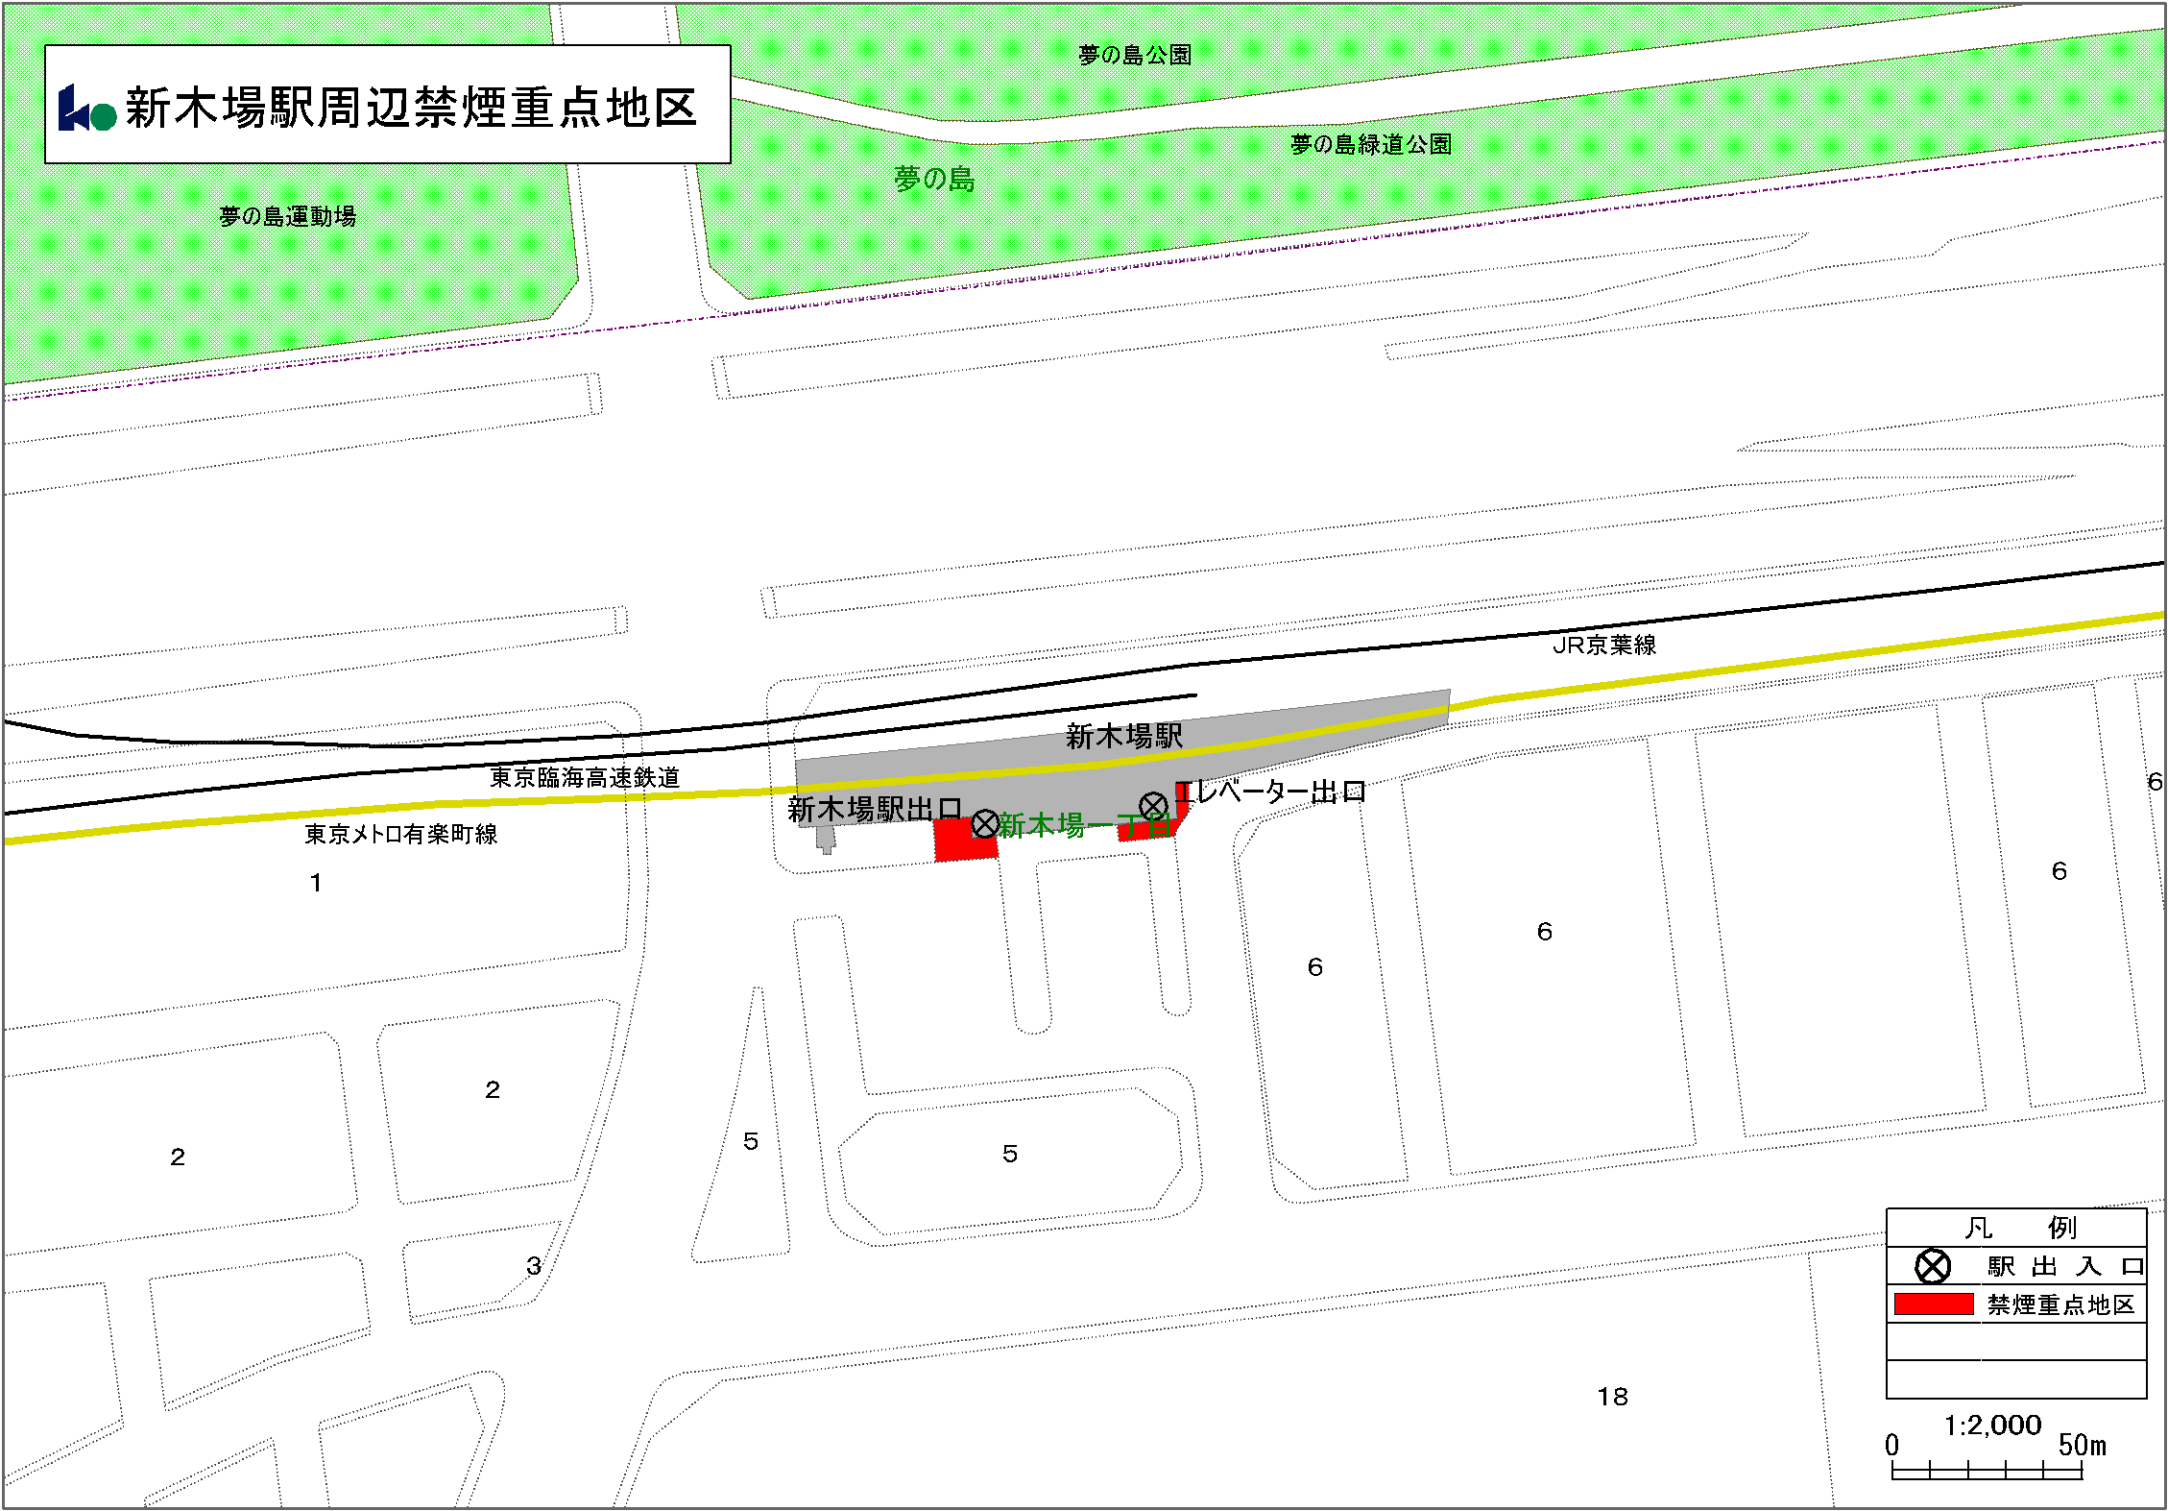 夢の島公園
新木場駅周辺禁煙重点地区
夢の島緑道公園
夢の島
夢の島運動場
JR京葉線
新木場駅
東京臨海高速鉄道
エレベーター出口
新木場駅出口
新木場一丁目
東京メトロ有楽町線
6
1
6
6
6
2
5
5
2
3
凡 例
駅出入口
禁煙重点地区
18
1:2,000
0 50m